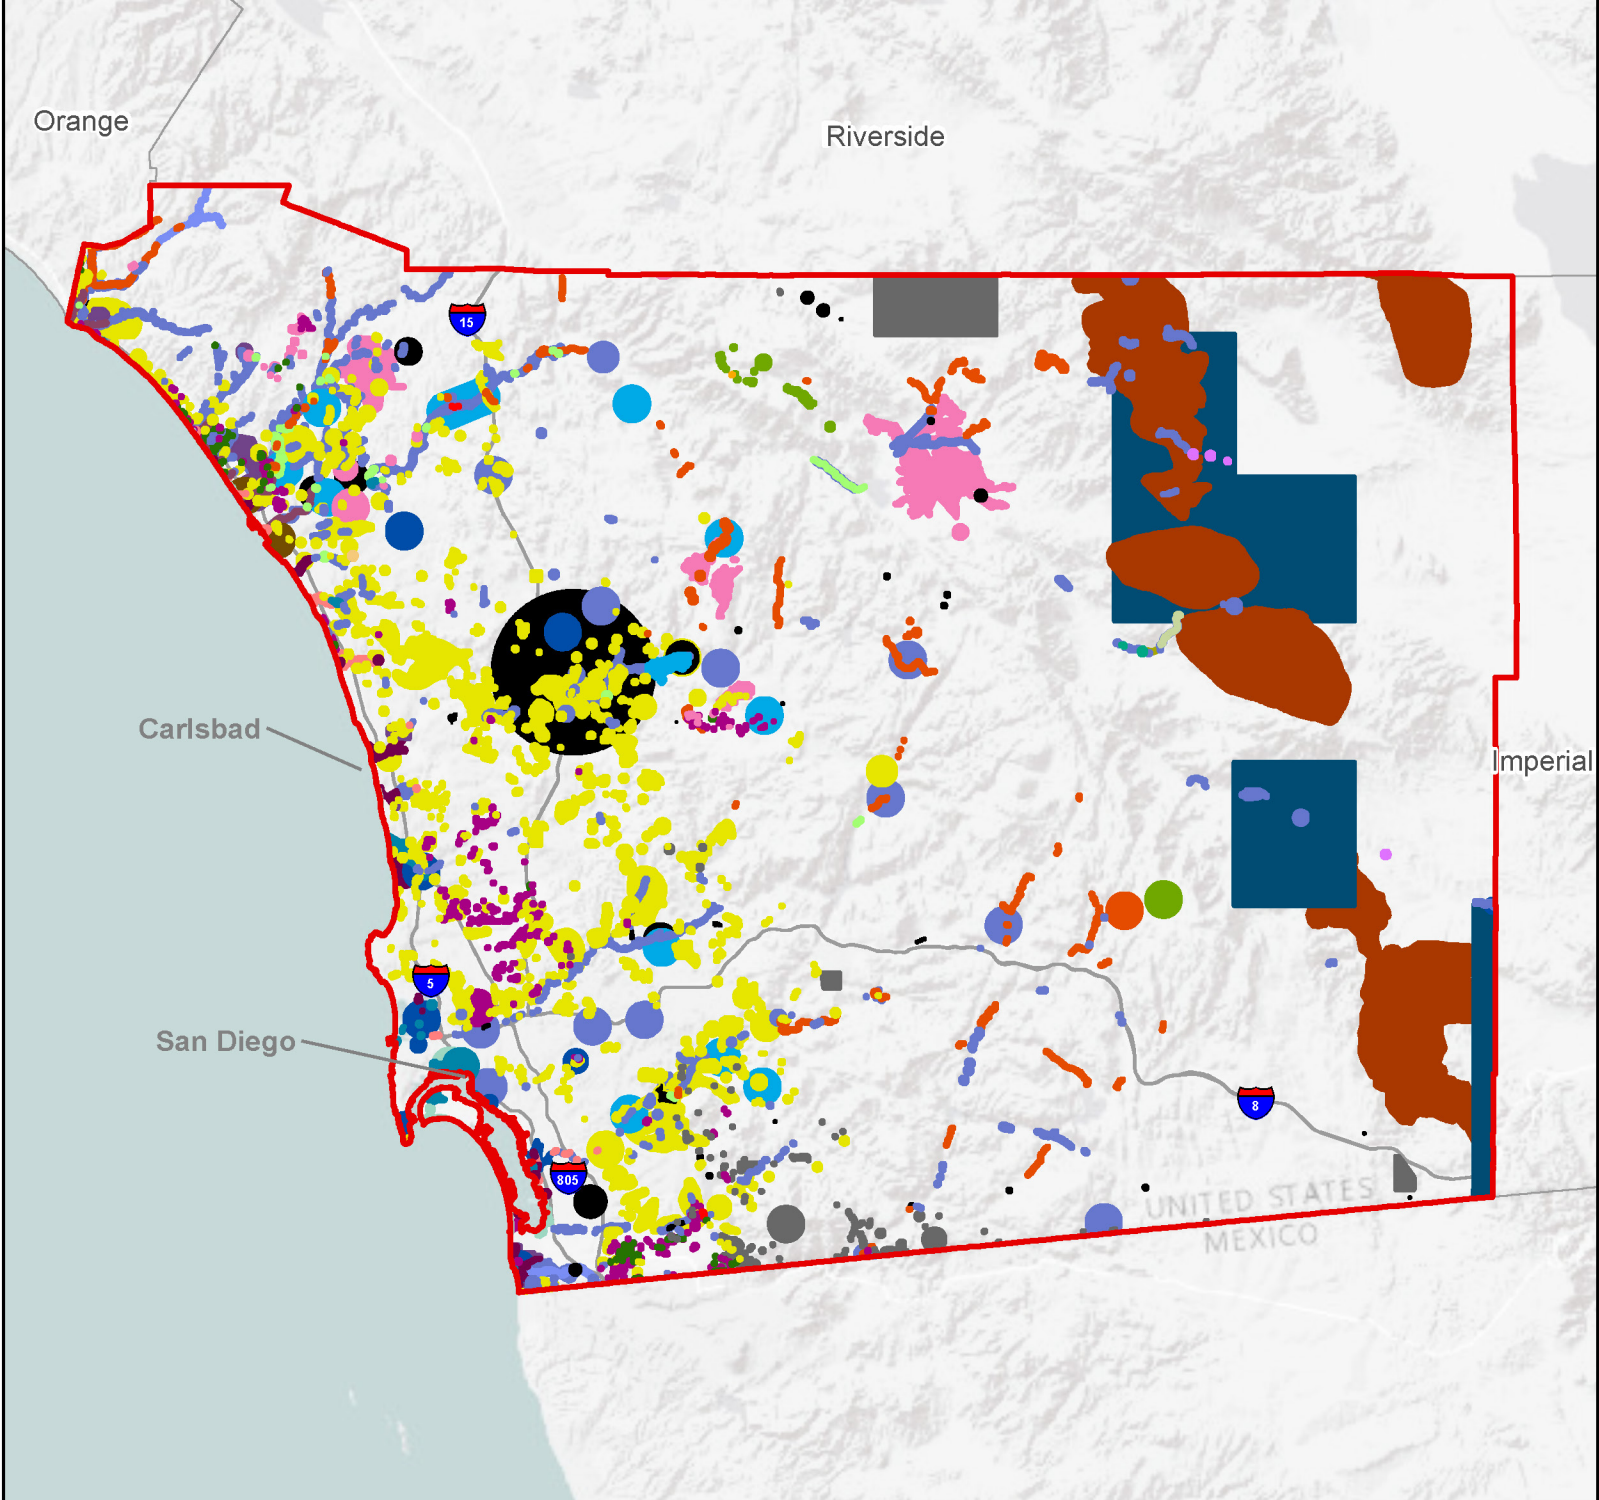 Orange
Riverside
15
Carlsbad
Imperial
5
San Diego
8
805
UNITED STATES
MEXICO